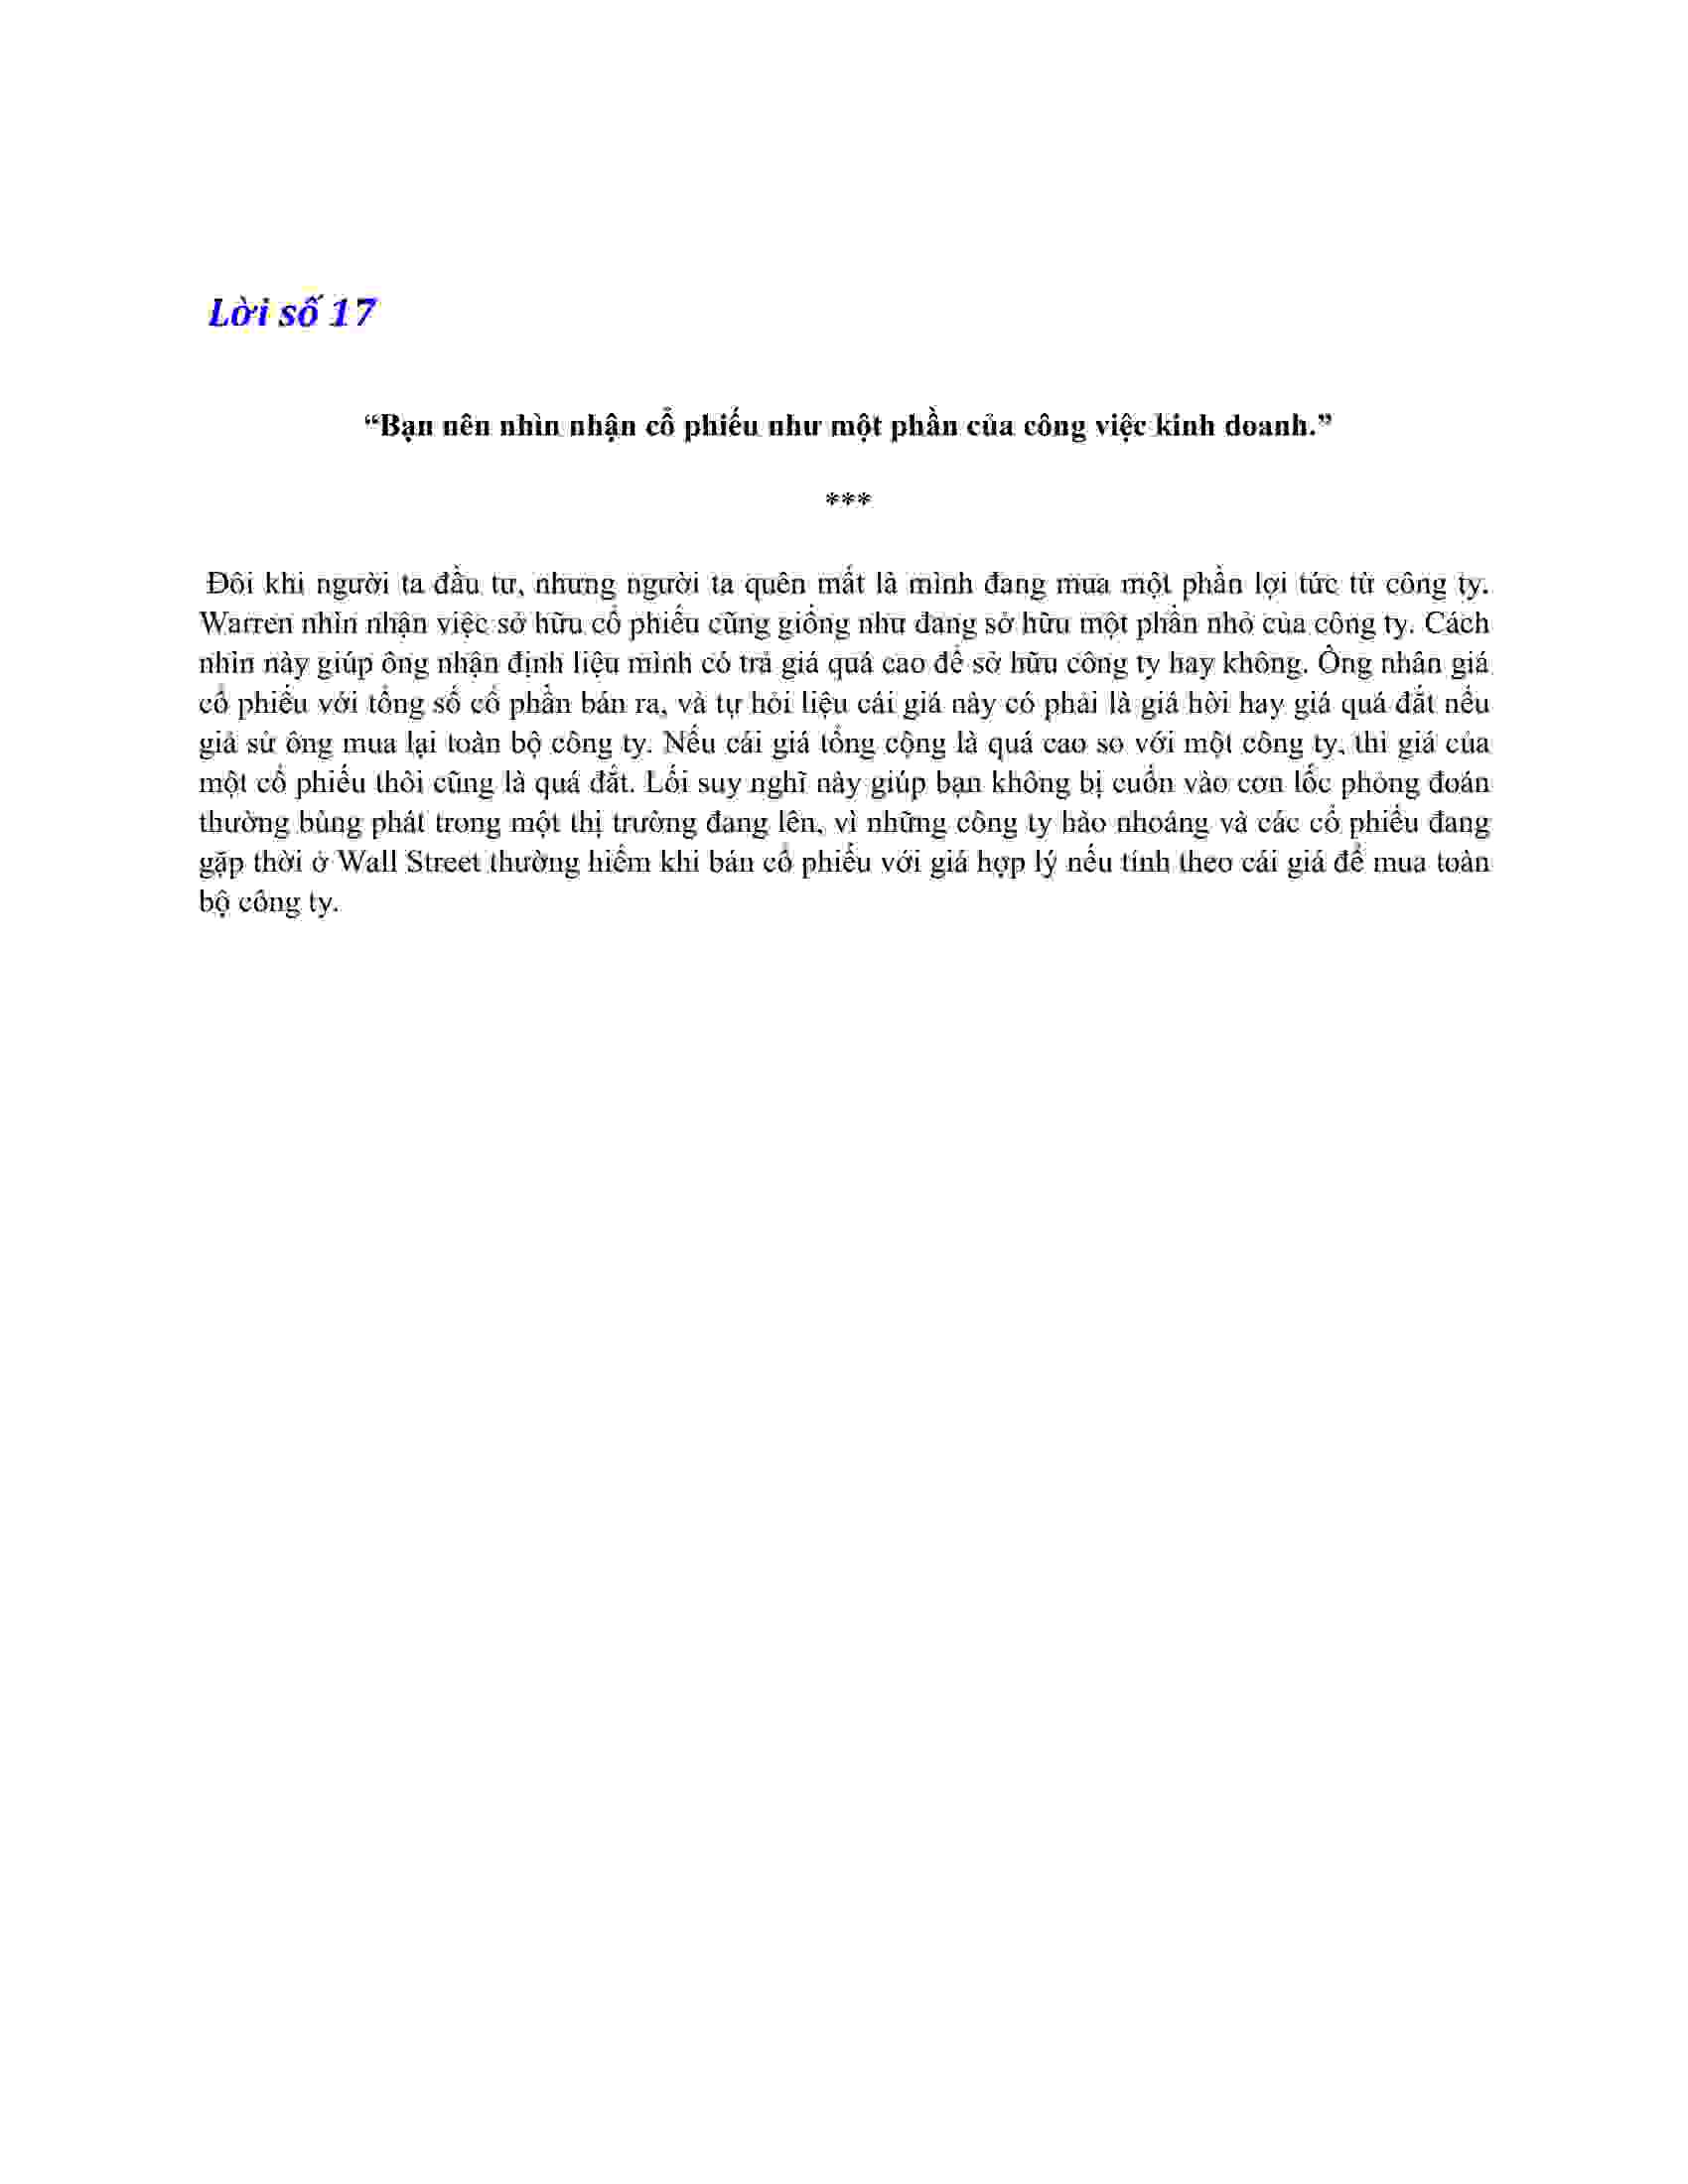 Lời số 17
“Bạn nên nhìn nhận cổ phiếu như một phần của công việc kinh doanh.”
***
Đôi khi người ta đầu tư, nhưng người ta quên mất là mình đang mua một phần lợi tức từ công ty.
Warren nhìn nhận việc sở hữu cổ phiếu cũng giống như đang sở hữu một phần nhỏ của công ty. Cách
nhìn này giúp ông nhận định liệu mình có trả giá quá cao để sở hữu công ty hay không. Ông nhân giá
cổ phiếu với tổng số cổ phần bán ra, và tự hỏi liệu cái giá này có phải là giá hời hay giá quá đắt nếu
giả sử ông mua lại toàn bộ công ty. Nếu cái giá tổng cộng là quá cao so với một công ty, thì giá của
một cổ phiếu thôi cũng là quá đắt. Lối suy nghĩ này giúp bạn không bị cuốn vào cơn lốc phỏng đoán
thường bùng phát trong một thị trường đang lên, vì những công ty hào nhoáng và các cổ phiếu đang
gặp thời ở Wall Street thường hiếm khi bán cổ phiếu với giá hợp lý nếu tính theo cái giá để mua toàn
bộ công ty.